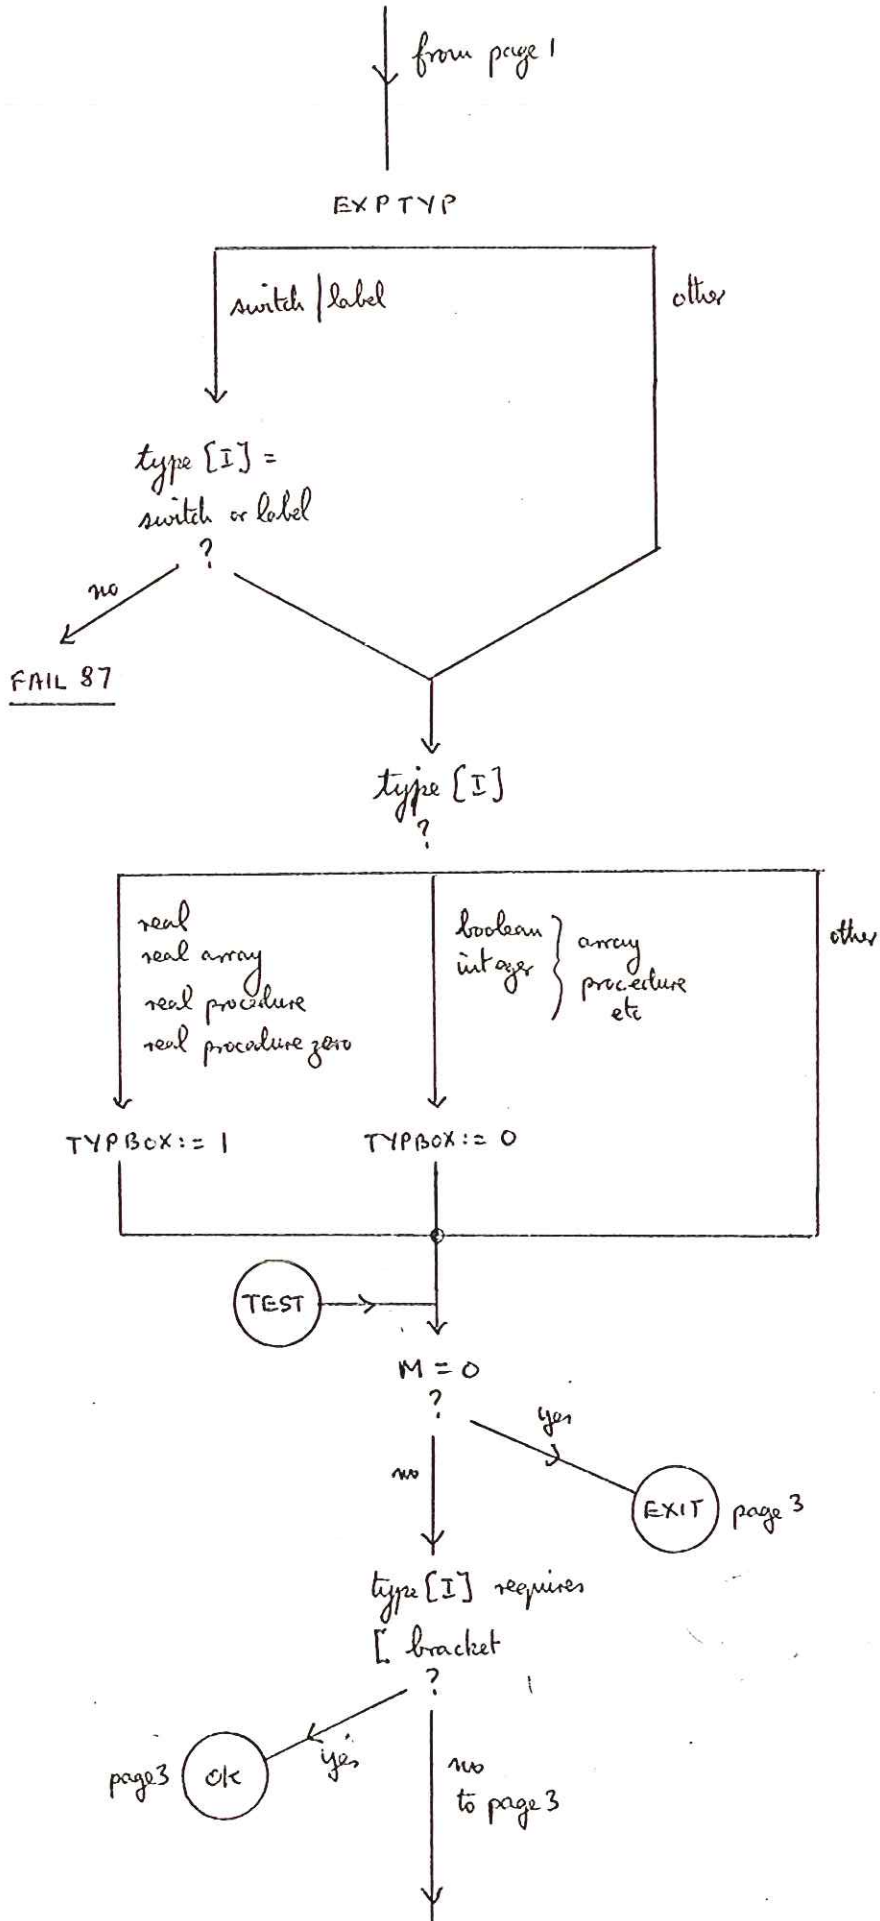 from page 1
EXPTYP
switch | label
other
type [I] =
switch or label
?
no
FAIL 87
type [I]
?
real
real array
real procedure
real procedure zero
boolean
integer
array
procedure
etc
other
TYPBOX:= 1
TYPBOX:= 0
TEST
M = 0
?
yes
no
EXIT
page 3
type [I] requires
[ bracket
?
yes
page 3
OK
no
to page 3